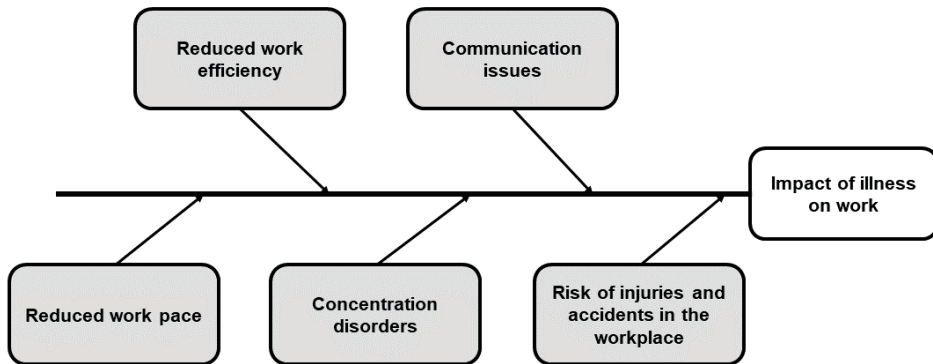 Reduced work
efficiency
Communication
issues
Impact of illness
on work
Reduced work pace
Concentration
disorders
Risk of injuries and
accidents in the
workplace